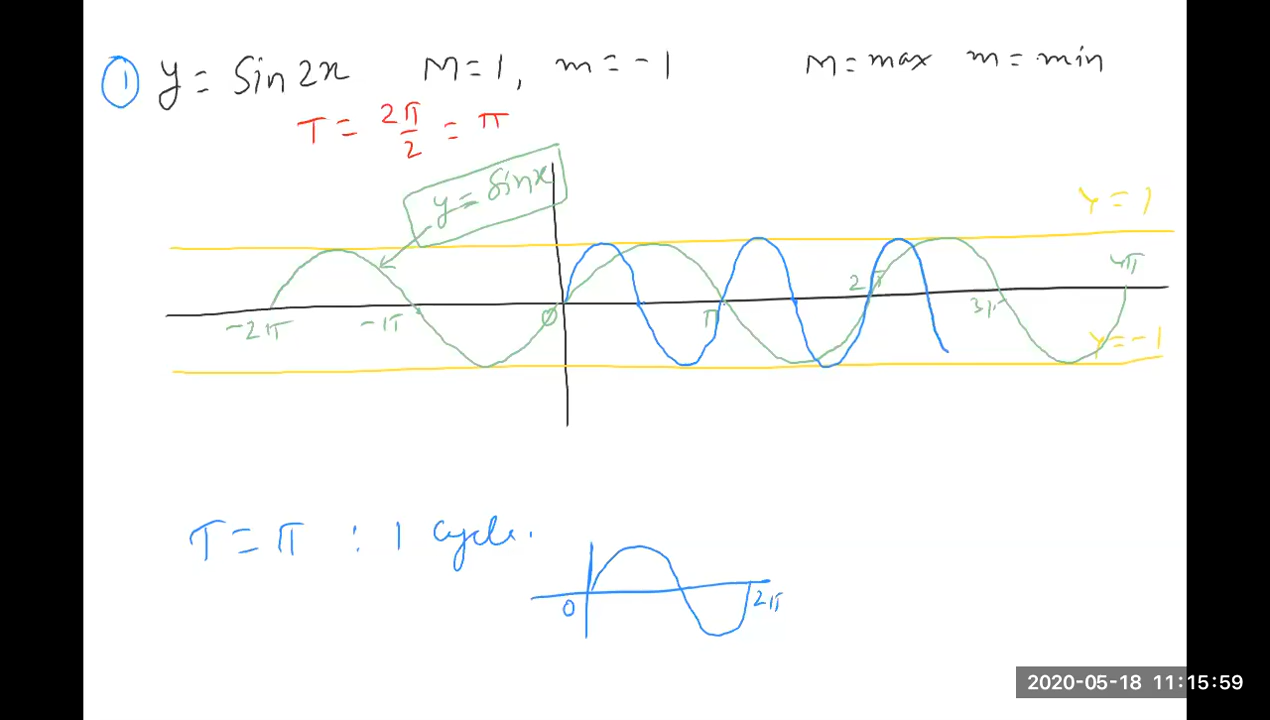 ① y = Sin 2x M = 1, m = -1 M = max m = min
T = 2π/2 = π
y = Sin x
Y = 1
-2π -π 0 π 2π 3π 4π
Y = -1
T = π : 1 cycle.
0 2π
2020-05-18 11:15:59